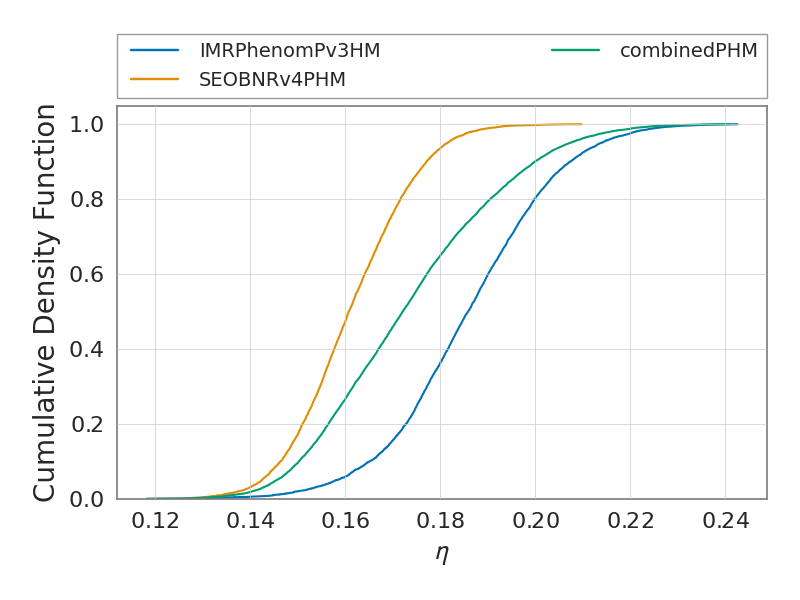 IMRPhenomPv3HM
SEOBNRv4PHM
combinedPHM
Cumulative Density Function
1.0
0.8
0.6
0.4
0.2
0.0
0.12 0.14 0.16 0.18 0.20 0.22 0.24
η